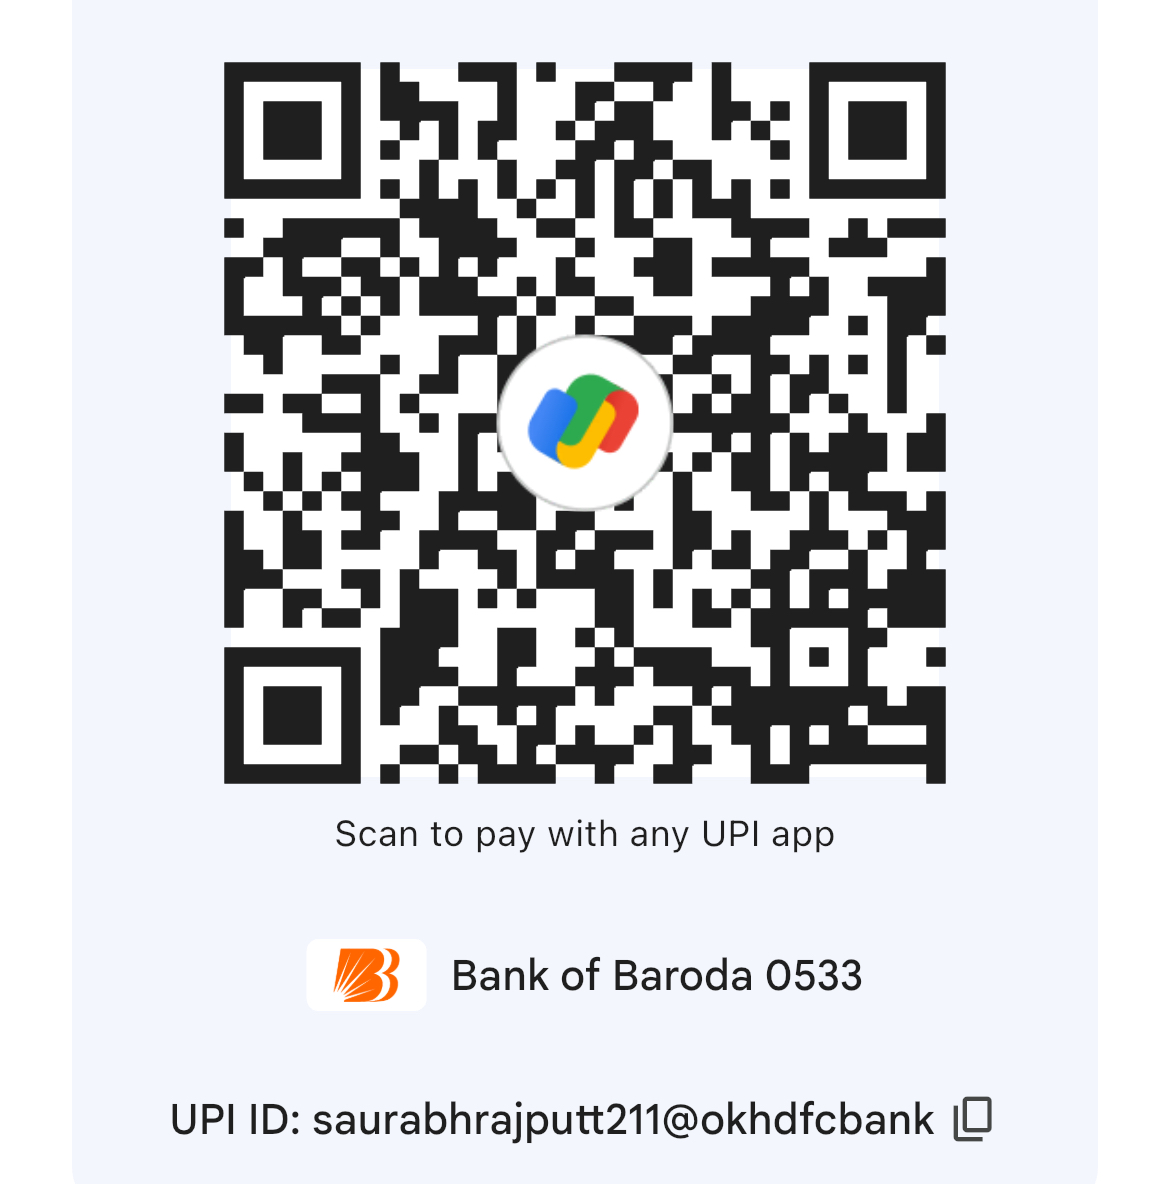 Scan to pay with any UPI app
Bank of Baroda 0533
UPI ID: saurabhrajputt211@okhdfcbank